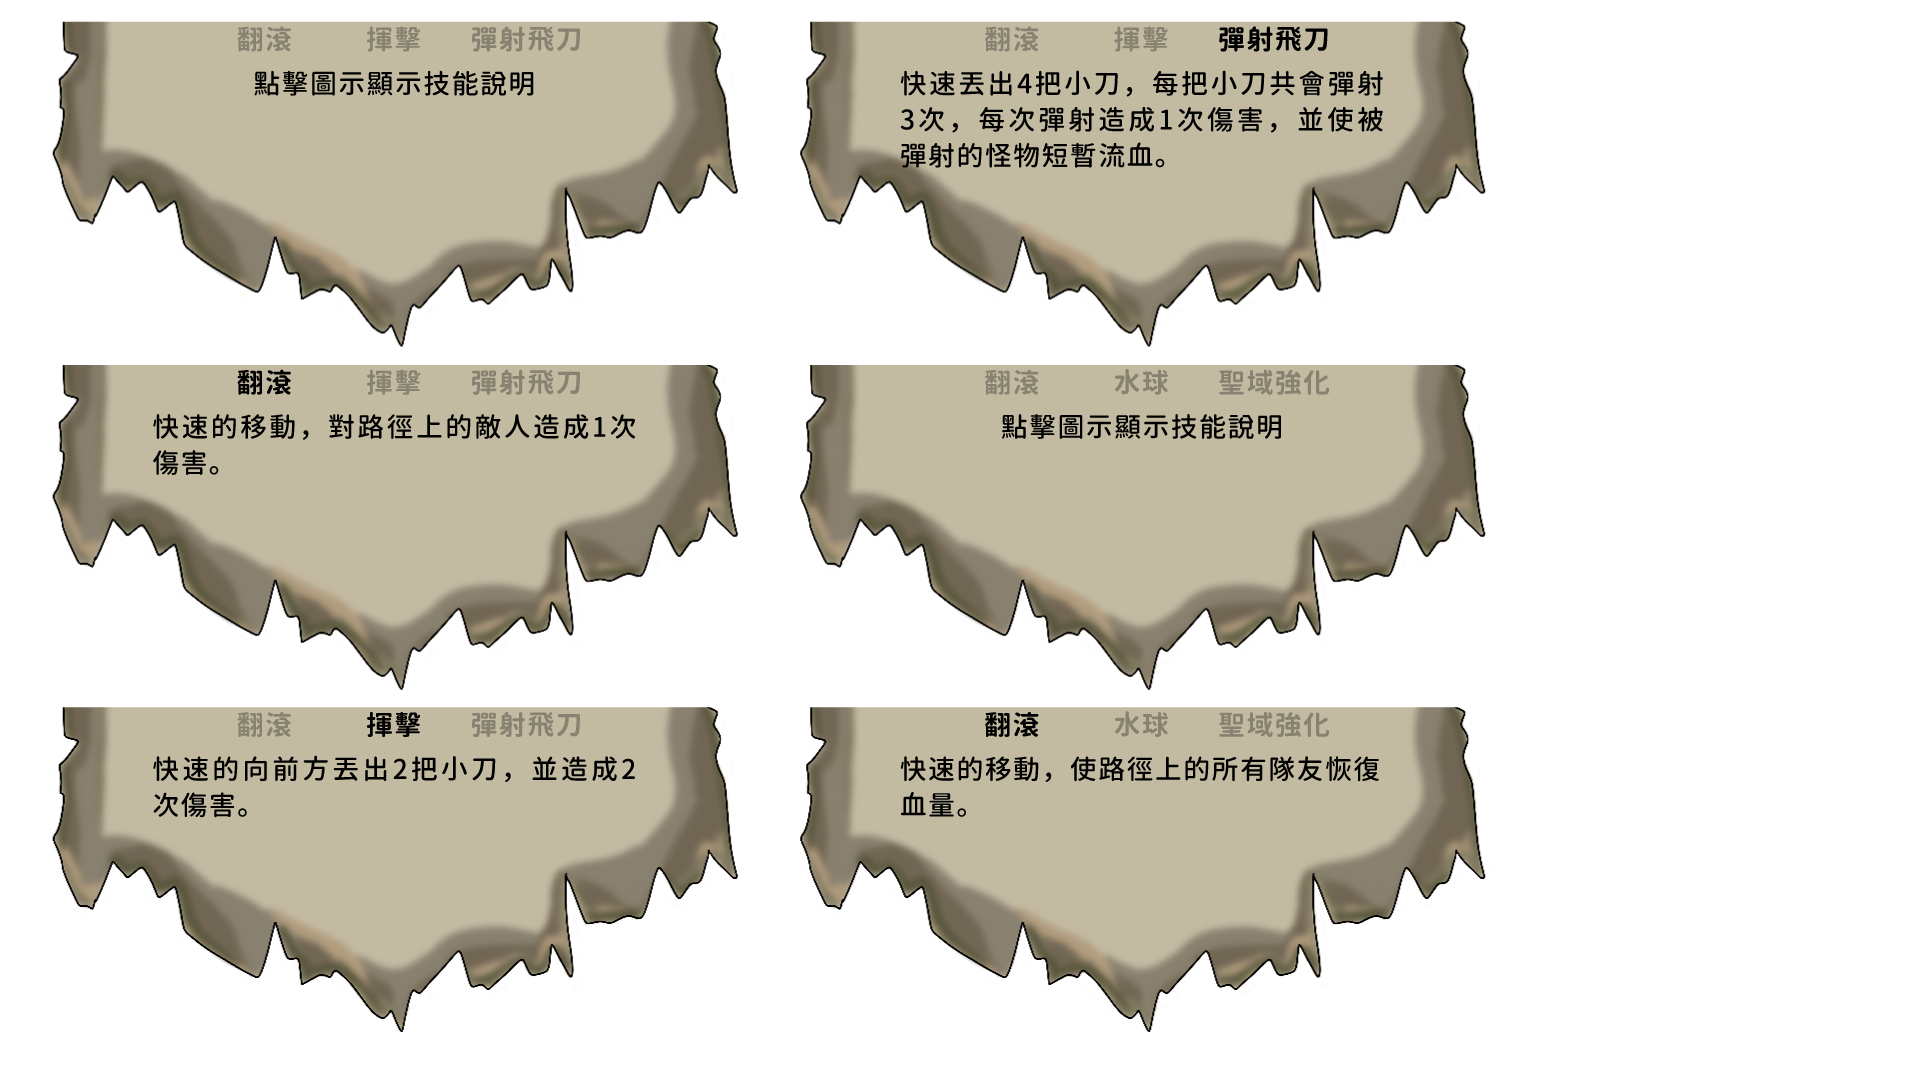 翻滾 揮擊 彈射飛刀
點擊圖示顯示技能說明
翻滾 揮擊 彈射飛刀
快速丟出4把小刀，每把小刀共會彈射
3次，每次彈射造成1次傷害，並使被
彈射的怪物短暫流血。
翻滾 揮擊 彈射飛刀
快速的移動，對路徑上的敵人造成1次
傷害。
翻滾 水球 聖域強化
點擊圖示顯示技能說明
翻滾 揮擊 彈射飛刀
快速的向前方丟出2把小刀，並造成2
次傷害。
翻滾 水球 聖域強化
快速的移動，使路徑上的所有隊友恢復
血量。